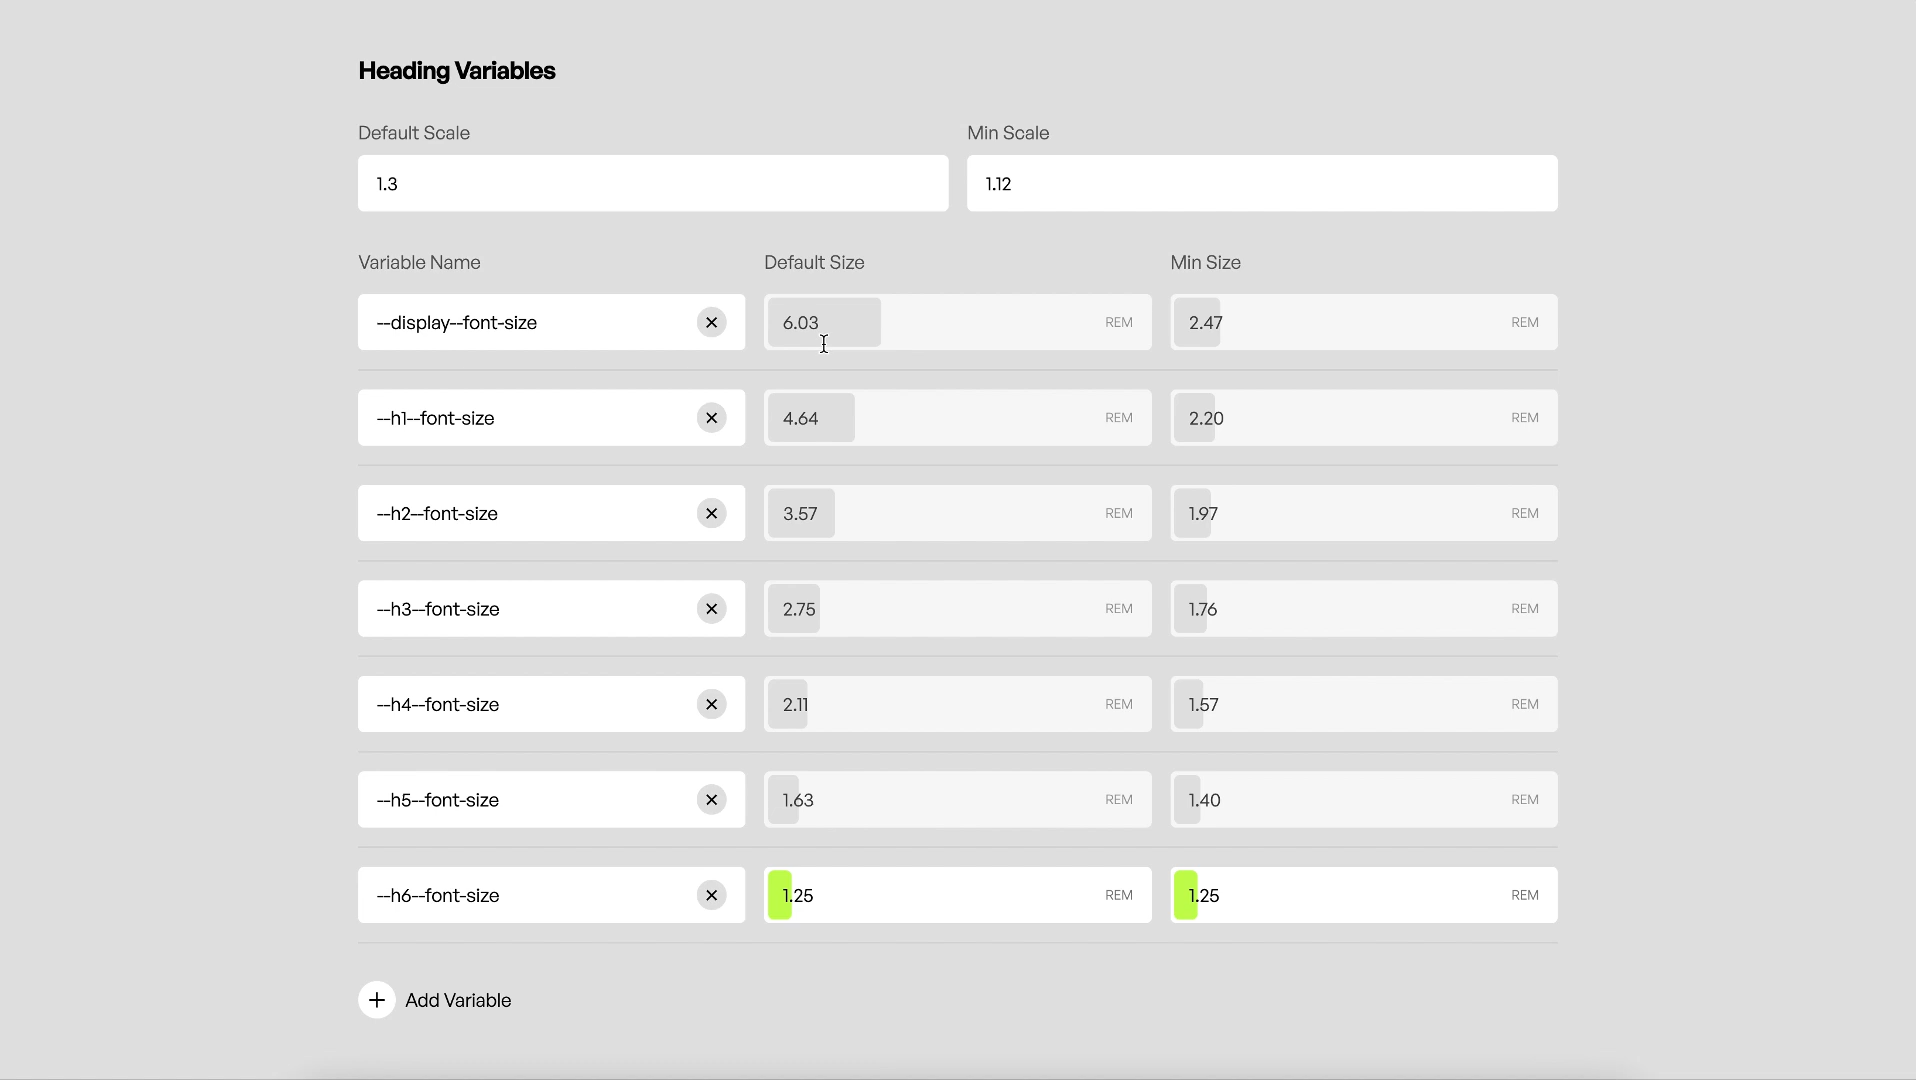 Heading Variables
Default Scale Min Scale
1.3 1.12
Variable Name Default Size Min Size
--display--font-size 6.03 REM 2.47 REM
--h1--font-size 4.64 REM 2.20 REM
--h2--font-size 3.57 REM 1.97 REM
--h3--font-size 2.75 REM 1.76 REM
--h4--font-size 2.11 REM 1.57 REM
--h5--font-size 1.63 REM 1.40 REM
--h6--font-size 1.25 REM 1.25 REM
Add Variable